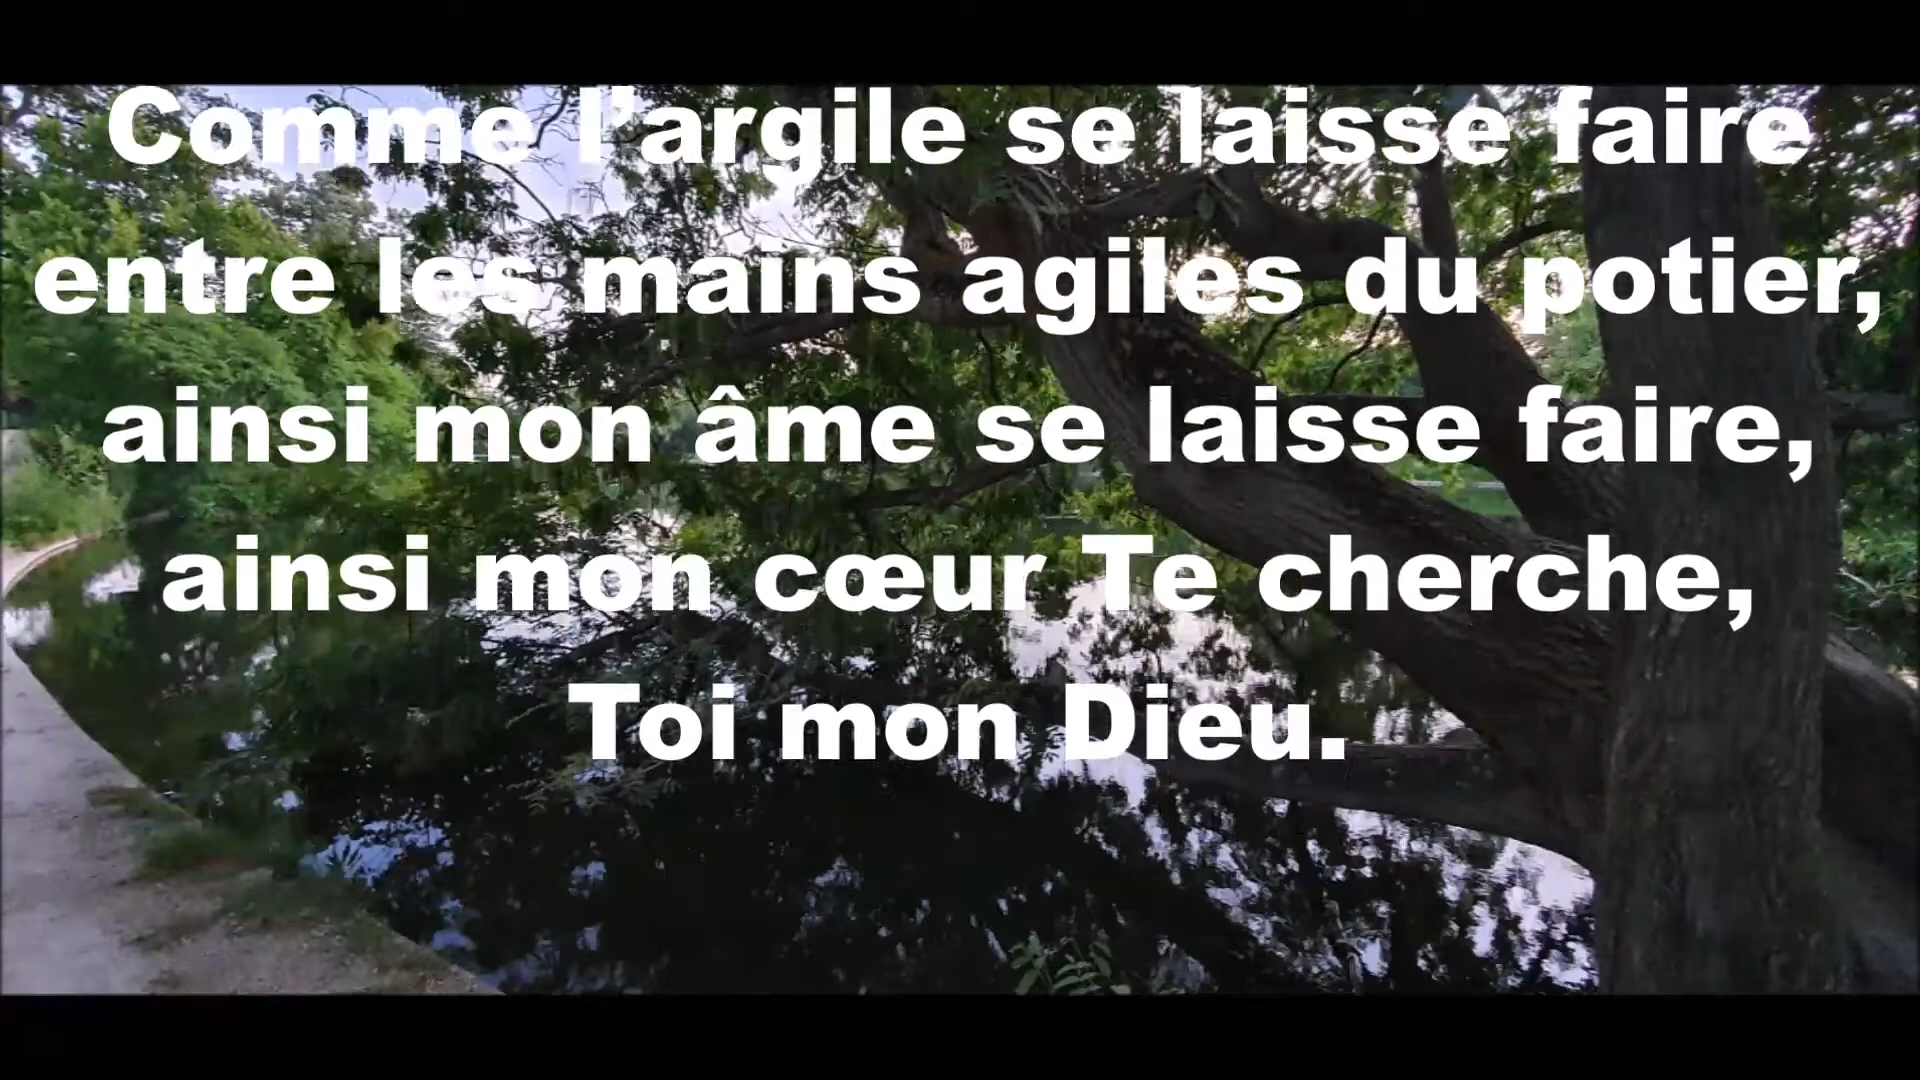 Comme l’argile se laisse faire
entre les mains agiles du potier,
ainsi mon âme se laisse faire,
ainsi mon cœur Te cherche,
Toi mon Dieu.